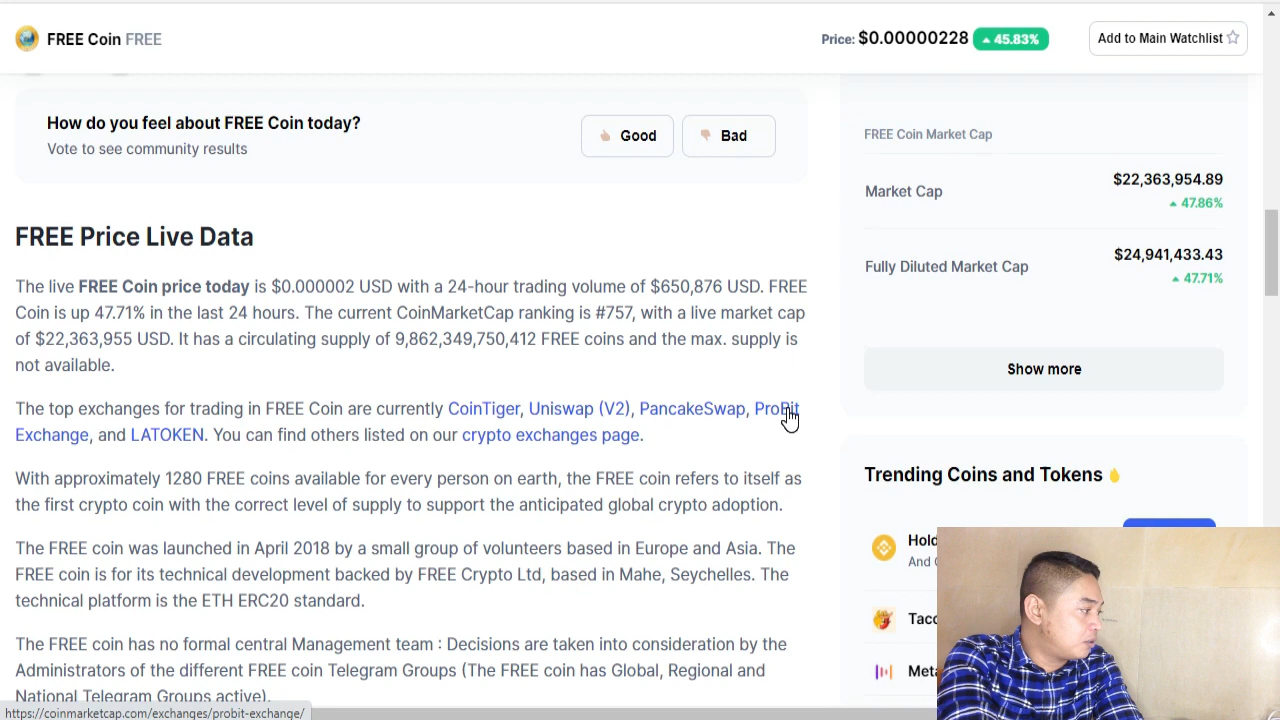 FREE Coin FREE
Price: $0.00000228 45.83%
Add to Main Watchlist
How do you feel about FREE Coin today?
Vote to see community results
Good
Bad
FREE Price Live Data
The live FREE Coin price today is $0.000002 USD with a 24-hour trading volume of $650,876 USD. FREE
Coin is up 47.71% in the last 24 hours. The current CoinMarketCap ranking is #757, with a live market cap
of $22,363,955 USD. It has a circulating supply of 9,862,349,750,412 FREE coins and the max. supply is
not available.
The top exchanges for trading in FREE Coin are currently CoinTiger, Uniswap (V2), PancakeSwap, ProBit
Exchange, and LATOKEN. You can find others listed on our crypto exchanges page.
With approximately 1280 FREE coins available for every person on earth, the FREE coin refers to itself as
the first crypto coin with the correct level of supply to support the anticipated global crypto adoption.
The FREE coin was launched in April 2018 by a small group of volunteers based in Europe and Asia. The
FREE coin is for its technical development backed by FREE Crypto Ltd, based in Mahe, Seychelles. The
technical platform is the ETH ERC20 standard.
The FREE coin has no formal central Management team : Decisions are taken into consideration by the
Administrators of the different FREE coin Telegram Groups (The FREE coin has Global, Regional and
National Telegram Groups active).
https://coinmarketcap.com/exchanges/probit-exchange/
FREE Coin Market Cap
Market Cap
$22,363,954.89
47.86%
Fully Diluted Market Cap
$24,941,433.43
47.71%
Show more
Trending Coins and Tokens
Hold
And
Taco
Meta